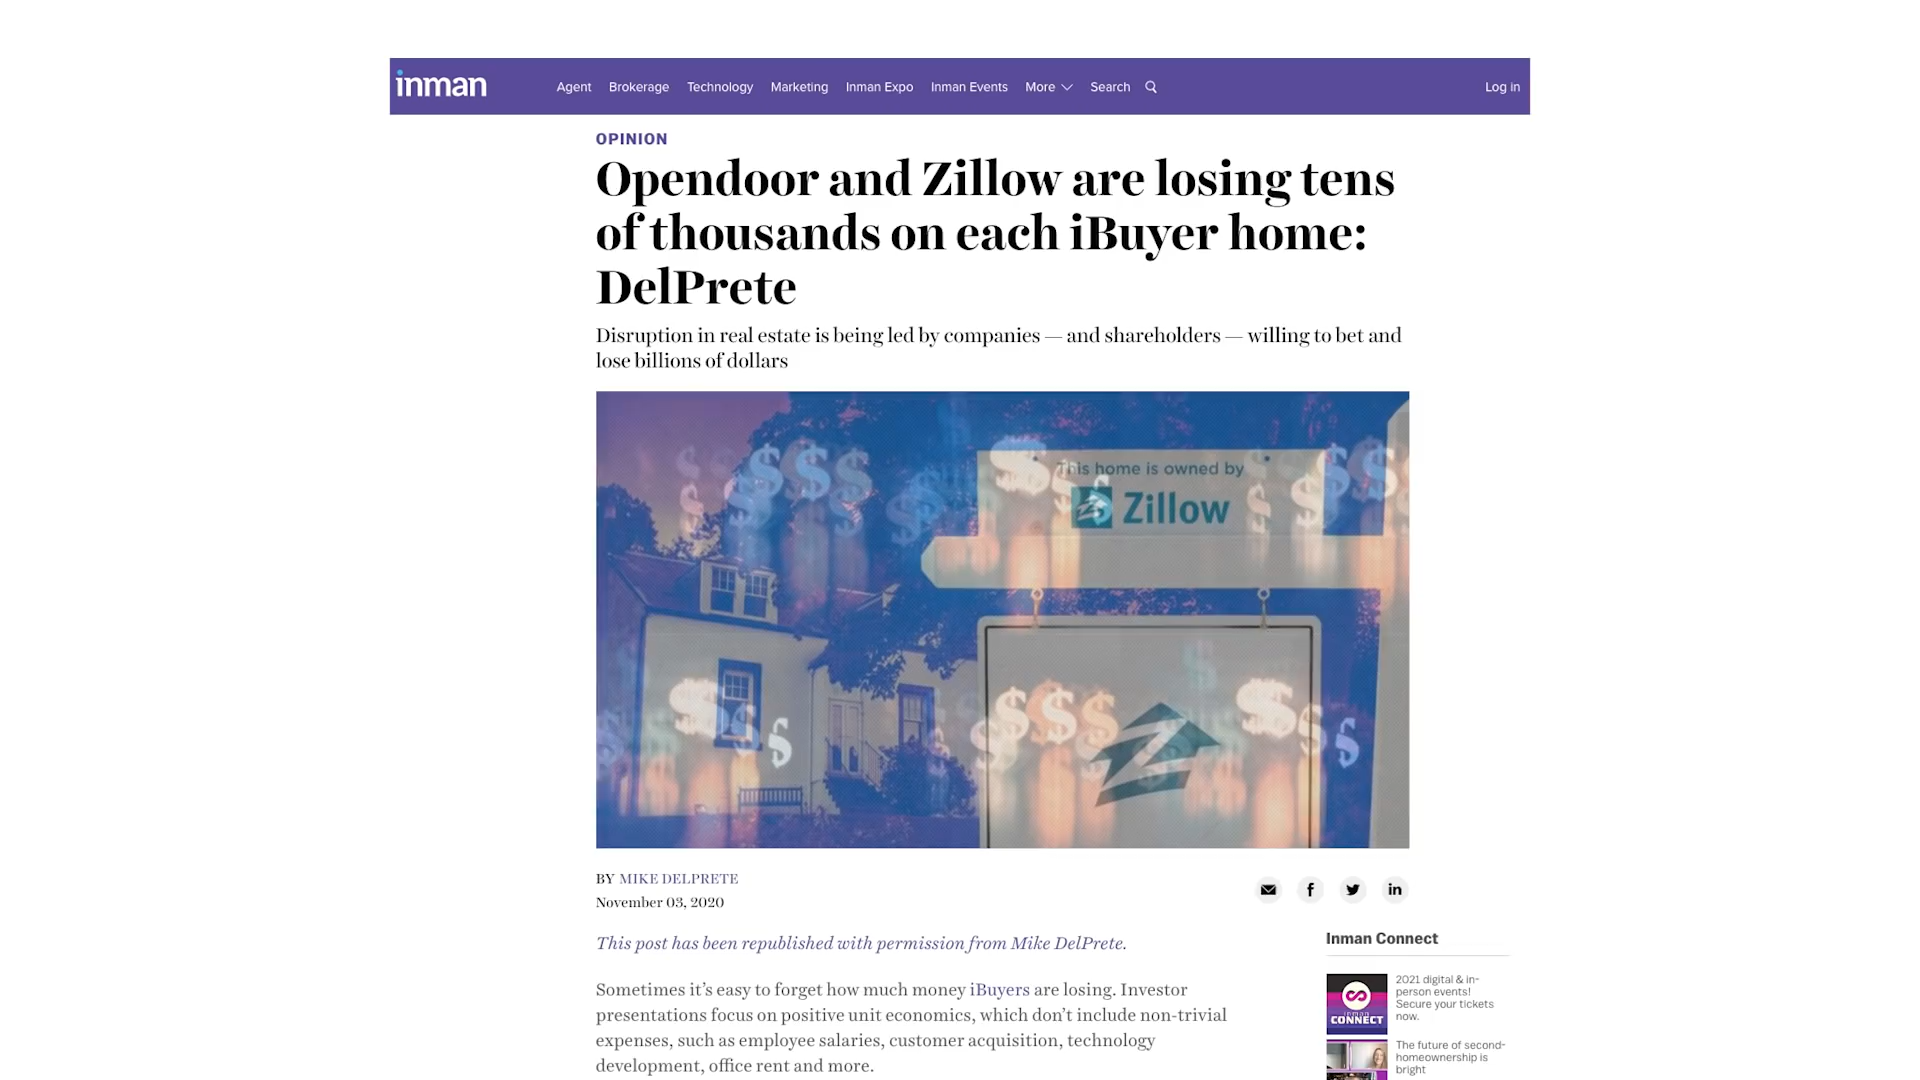 inman
Agent Brokerage Technology Marketing Inman Expo Inman Events More Search Log in
OPINION
Opendoor and Zillow are losing tens
of thousands on each iBuyer home:
DelPrete
Disruption in real estate is being led by companies — and shareholders — willing to bet and
lose billions of dollars
This home is owned by
Zillow
BY MIKE DELPRETE
November 03, 2020
This post has been republished with permission from Mike DelPrete.
Sometimes it’s easy to forget how much money iBuyers are losing. Investor
presentations focus on positive unit economics, which don’t include non-trivial
expenses, such as employee salaries, customer acquisition, technology
development, office rent and more.
Inman Connect
inman
CONNECT
2021 digital & in-
person events!
Secure your tickets
now.
The future of second-
homeownership is
bright